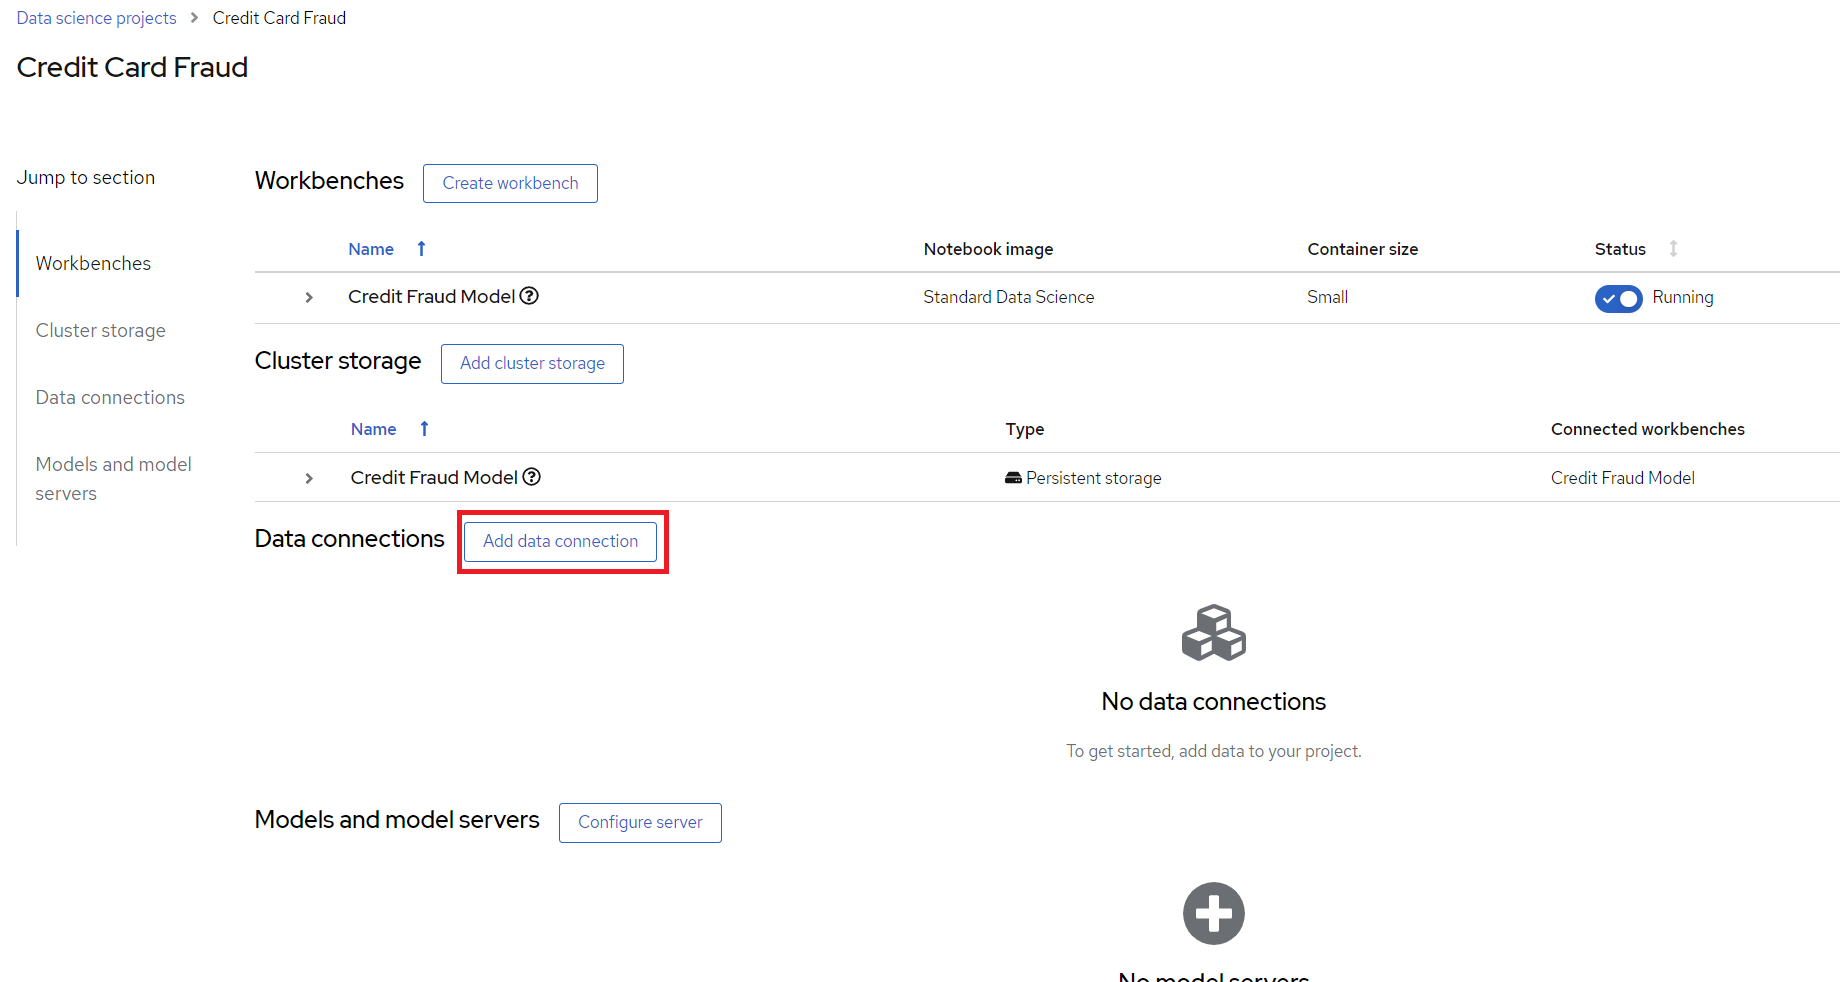 Data science projects > Credit Card Fraud
Credit Card Fraud
Jump to section
Workbenches
Cluster storage
Data connections
Models and model
servers
Workbenches Create workbench
Name Notebook image Container size Status
Credit Fraud Model Standard Data Science Small Running
Cluster storage Add cluster storage
Name Type Connected workbenches
Credit Fraud Model Persistent storage Credit Fraud Model
Data connections Add data connection
No data connections
To get started, add data to your project.
Models and model servers Configure server
No model servers